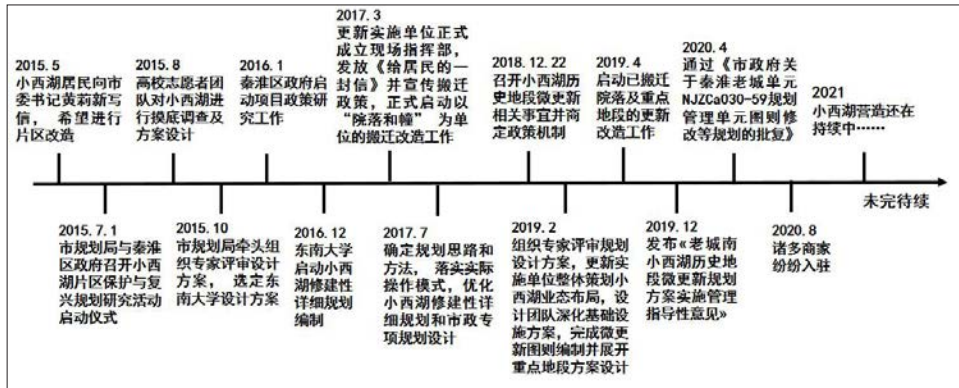 2015.5
小西湖居民向市
委书记黄莉新写
信，希望进行
片区改造
2015.8
高校志愿者团
队对小西湖进
行摸底调查及
方案设计
2016.1
秦淮区政府启
动项目政策研
究工作
2017.3
更新实施单位正式
成立现场指挥部，
发放《给居民的一
封信》并宣传搬迁
政策，正式启动以
“院落和幢”为单
位的搬迁改造工作
2018.12.22
召开小西湖历
史地段微更新
相关事宜并商
定政策机制
2019.4
启动已搬迁
院落及重点
地段的更新
改造工作
2020.4
通过《市政府关
于秦淮老城单元
NJZCa030-59规划
管理单元图则修
改等规划的批复》
2021
小西湖营造还在
持续中……
未完待续
2015.7.1
市规划局与秦淮
区政府召开小西
湖片区保护与复
兴规划研究活动
启动仪式
2015.10
市规划局牵头组
织专家评审设计
方案，选定东
南大学设计方案
2016.12
东南大学
启动小西
湖修建性
详细规划
编制
2017.7
确定规划思路和
方法，落实实际
操作模式，优化
小西湖修建性详
细规划和市政专
项规划设计
2019.2
组织专家评审规划
设计方案，更新实
施单位整体策划小
西湖业态布局，设
计团队深化基础设
施方案，完成微更
新图则编制并展开
重点地段方案设计
2019.12
发布«老城南
小西湖历史地
段微更新规划
方案实施管理
指导性意见»
2020.8
诸多商家
纷纷入驻